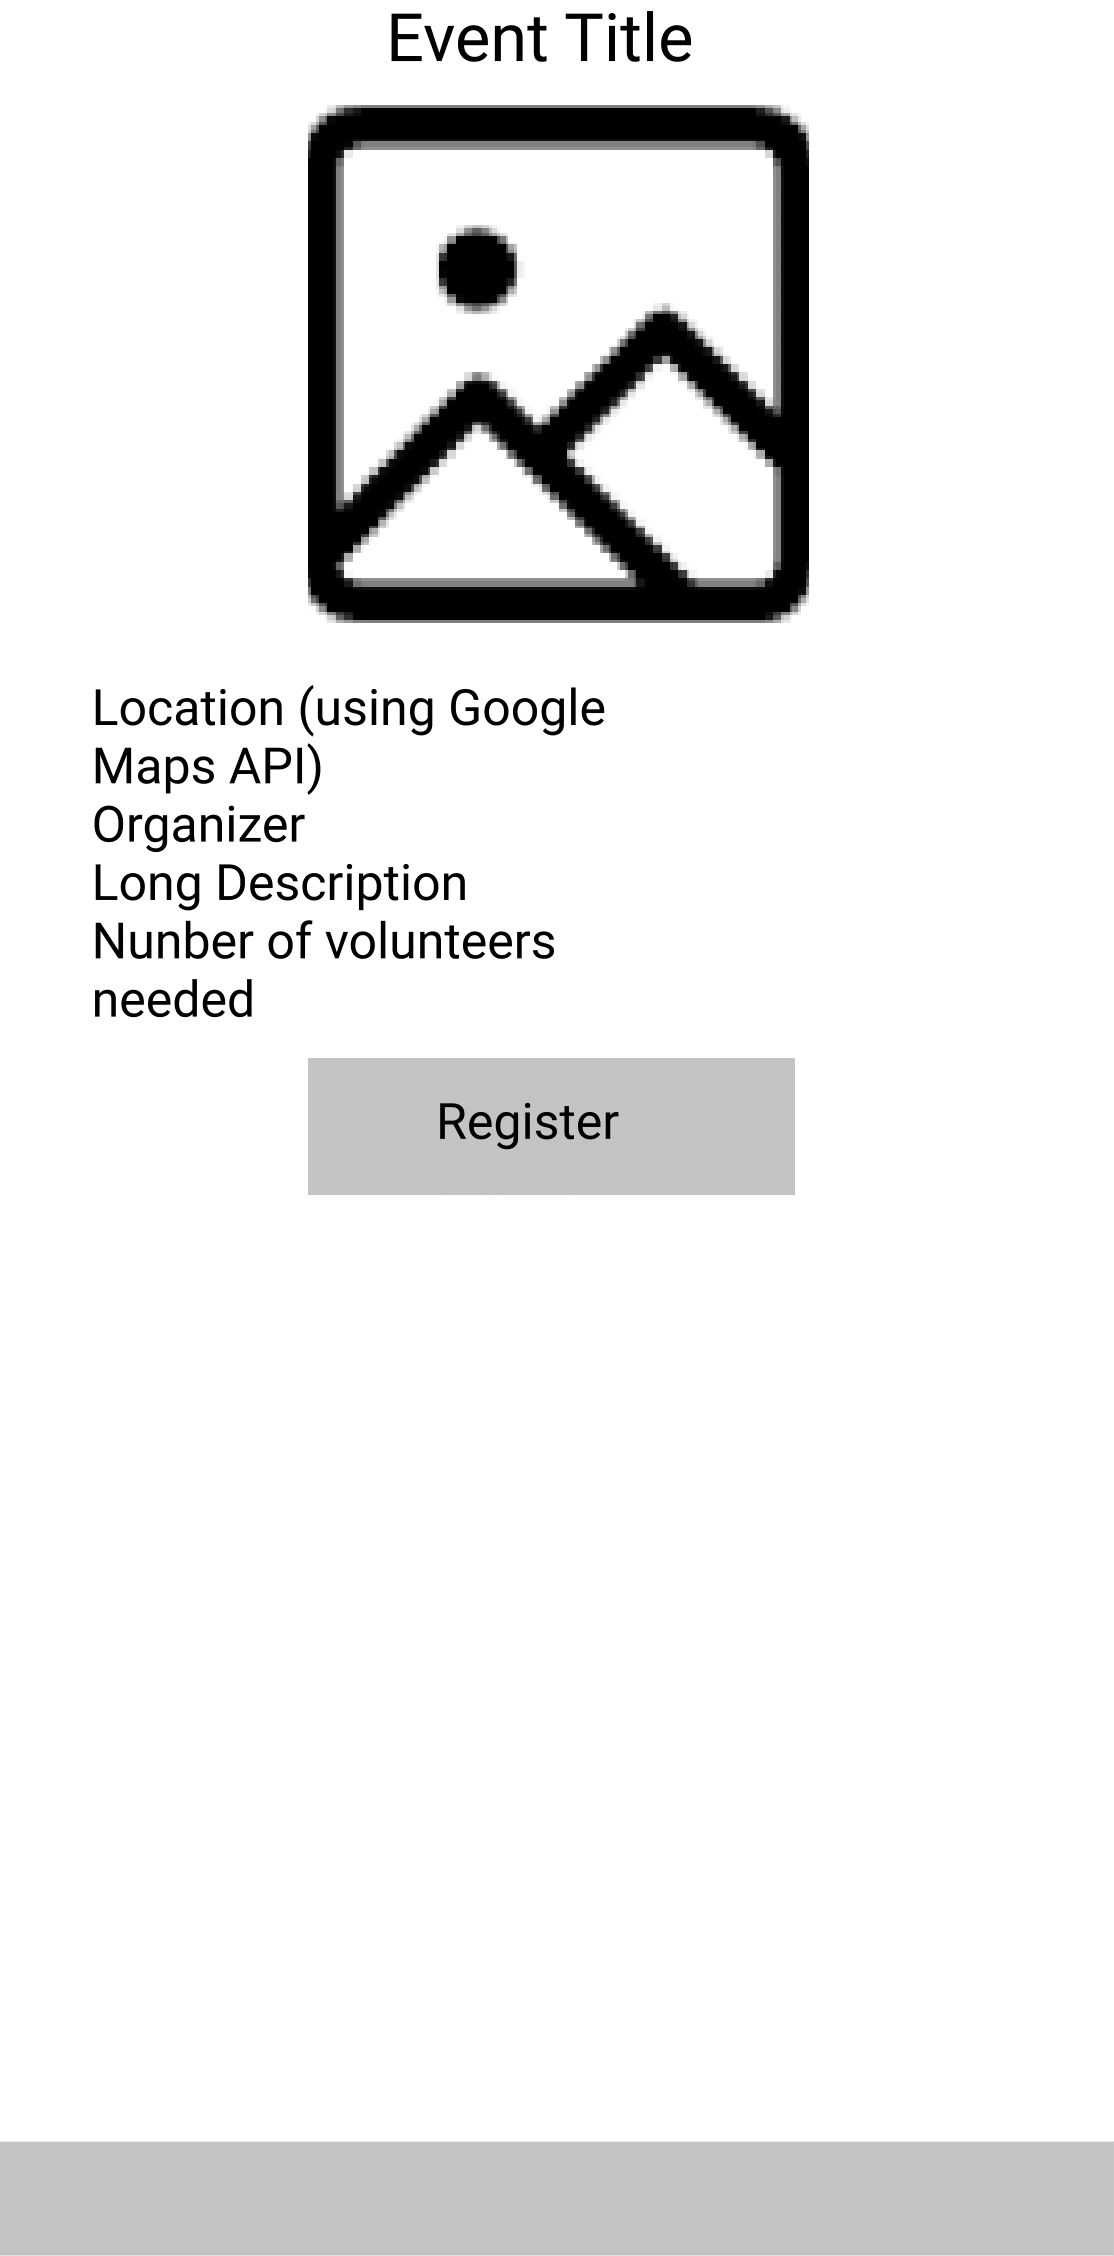 Event Title
Location (using Google
Maps API)
Organizer
Long Description
Nunber of volunteers
needed
Register